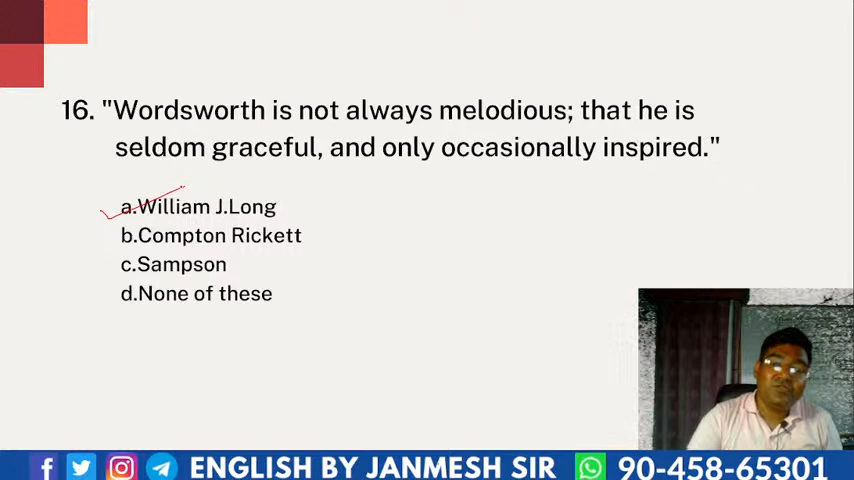 16. "Wordsworth is not always melodious; that he is
seldom graceful, and only occasionally inspired."
a.William J.Long
b.Compton Rickett
c.Sampson
d.None of these
ENGLISH BY JANMESH SIR 90-458-65301